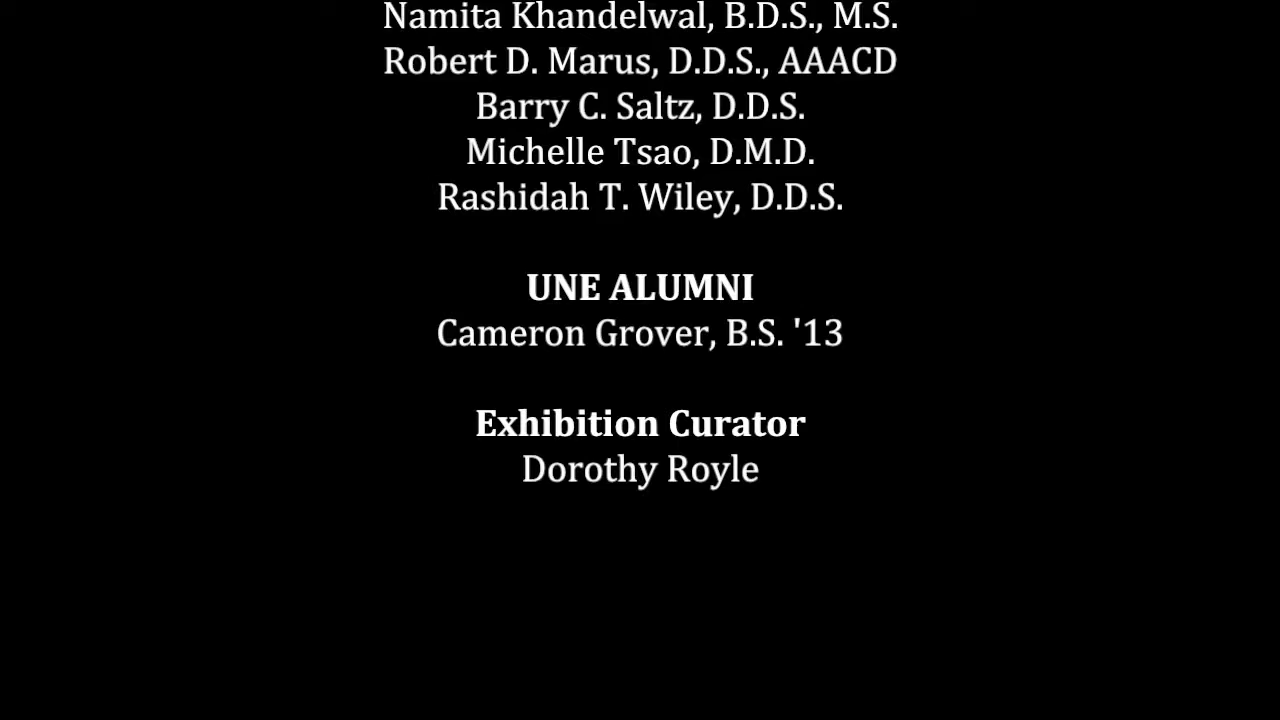 Namita Khandelwal, B.D.S., M.S.
Robert D. Marus, D.D.S., AAACD
Barry C. Saltz, D.D.S.
Michelle Tsao, D.M.D.
Rashidah T. Wiley, D.D.S.
UNE ALUMNI
Cameron Grover, B.S. '13
Exhibition Curator
Dorothy Royle